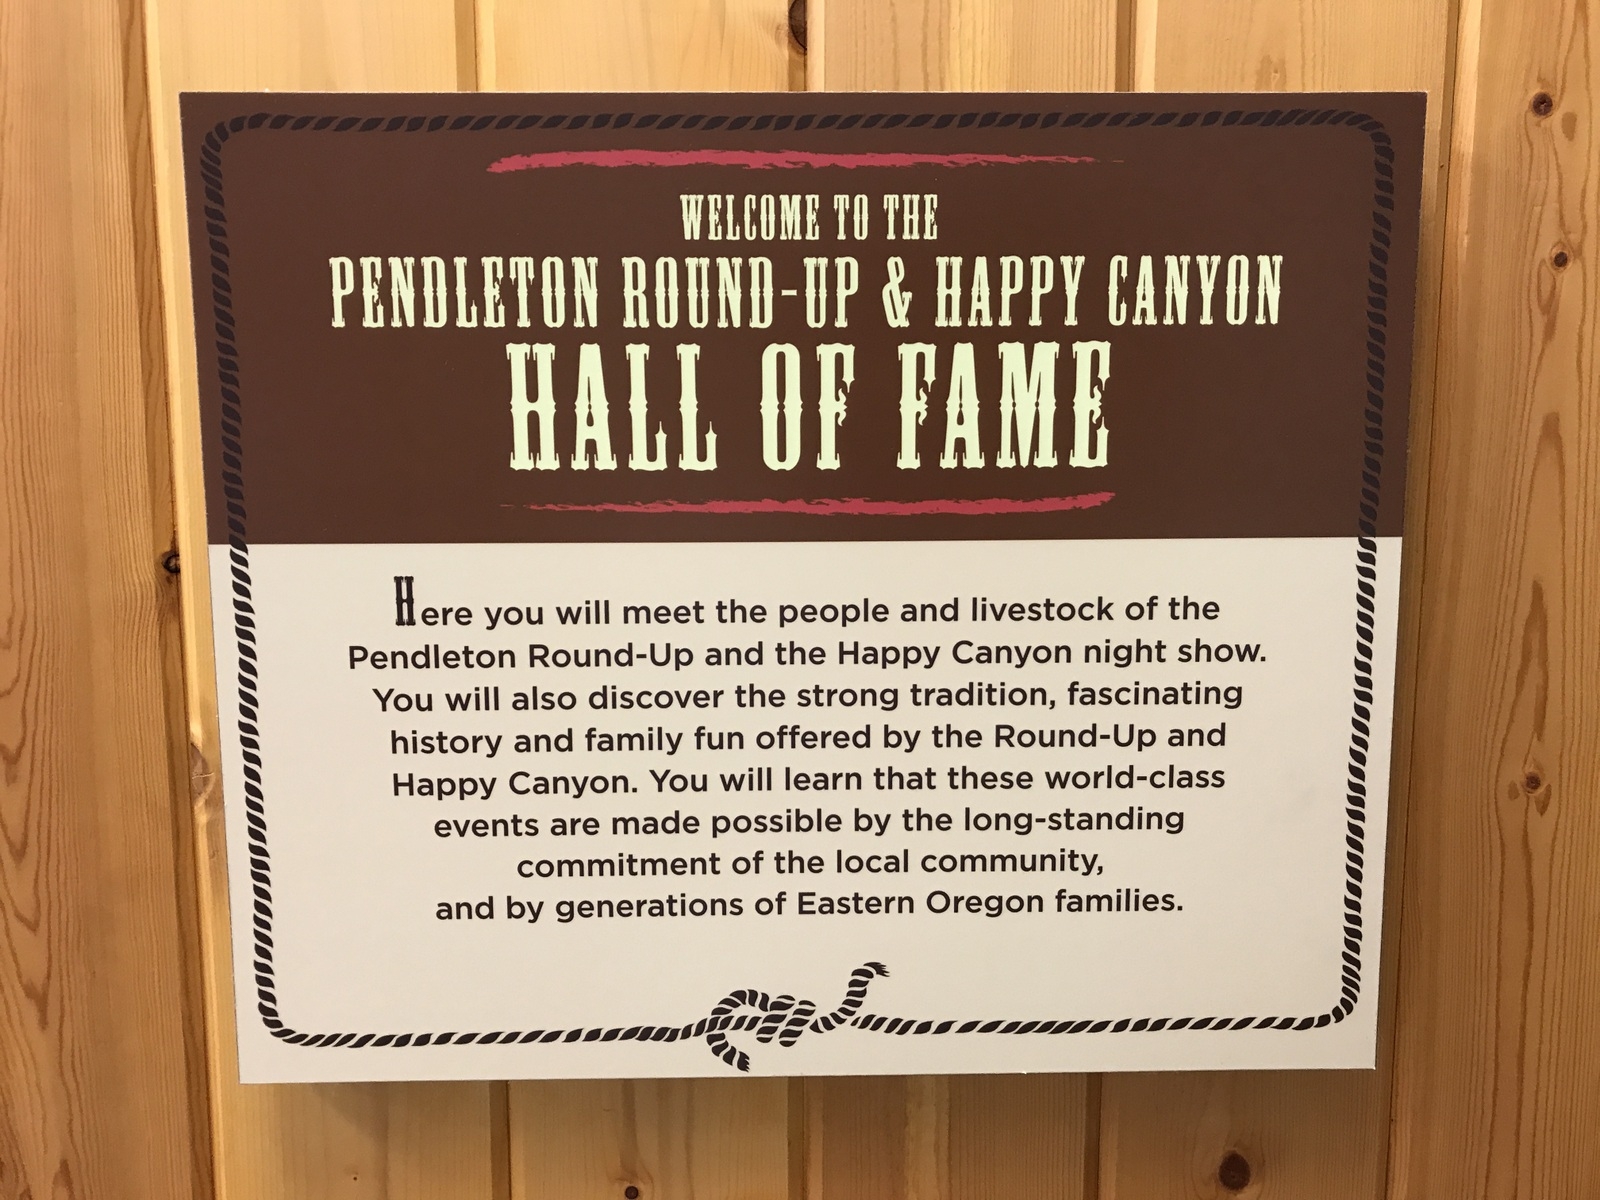 WELCOME TO THE
PENDLETON ROUND-UP & HAPPY CANYON
HALL OF FAME
Here you will meet the people and livestock of the
Pendleton Round-Up and the Happy Canyon night show.
You will also discover the strong tradition, fascinating
history and family fun offered by the Round-Up and
Happy Canyon. You will learn that these world-class
events are made possible by the long-standing
commitment of the local community,
and by generations of Eastern Oregon families.